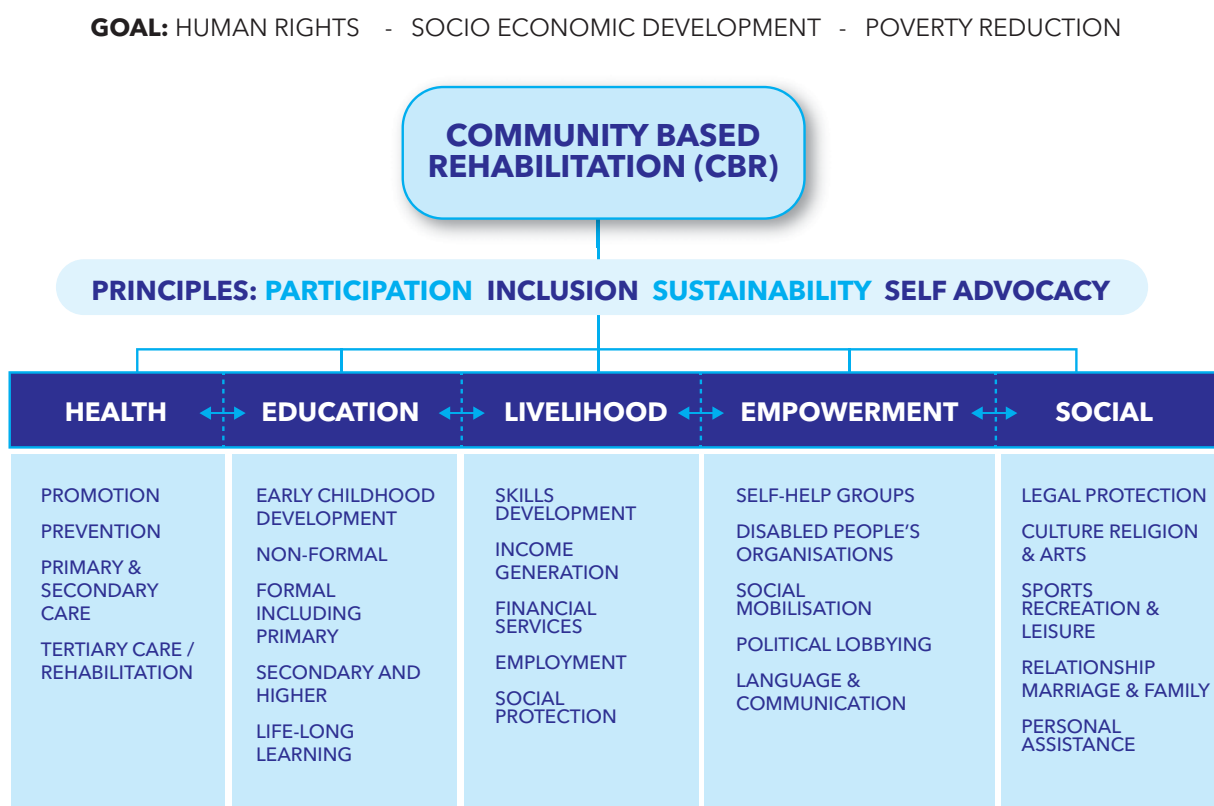 GOAL: HUMAN RIGHTS - SOCIO ECONOMIC DEVELOPMENT - POVERTY REDUCTION
COMMUNITY BASED
REHABILITATION (CBR)
PRINCIPLES: PARTICIPATION INCLUSION SUSTAINABILITY SELF ADVOCACY
HEALTH
PROMOTION
PREVENTION
PRIMARY &
SECONDARY
CARE
TERTIARY CARE /
REHABILITATION
EDUCATION
EARLY CHILDHOOD
DEVELOPMENT
NON-FORMAL
FORMAL
INCLUDING
PRIMARY
SECONDARY AND
HIGHER
LIFE-LONG
LEARNING
LIVELIHOOD
SKILLS
DEVELOPMENT
INCOME
GENERATION
FINANCIAL
SERVICES
EMPLOYMENT
SOCIAL
PROTECTION
EMPOWERMENT
SELF-HELP GROUPS
DISABLED PEOPLE'S
ORGANISATIONS
SOCIAL
MOBILISATION
POLITICAL LOBBYING
LANGUAGE &
COMMUNICATION
SOCIAL
LEGAL PROTECTION
CULTURE RELIGION
& ARTS
SPORTS
RECREATION &
LEISURE
RELATIONSHIP
MARRIAGE & FAMILY
PERSONAL
ASSISTANCE